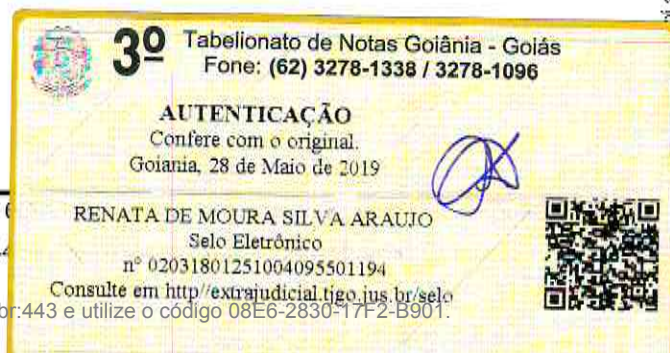 3º Tabelionato de Notas Goiânia - Goiás
Fone: (62) 3278-1338 / 3278-1096
AUTENTICAÇÃO
Confere com o original.
Goiania, 28 de Maio de 2019
RENATA DE MOURA SILVA ARAUJO
Selo Eletrônico
nº 02031801251004095501194
Consulte em http//extrajudicial.tjgo.jus.br/selo
br:443 e utilize o código 08E6-2830-17F2-B901.